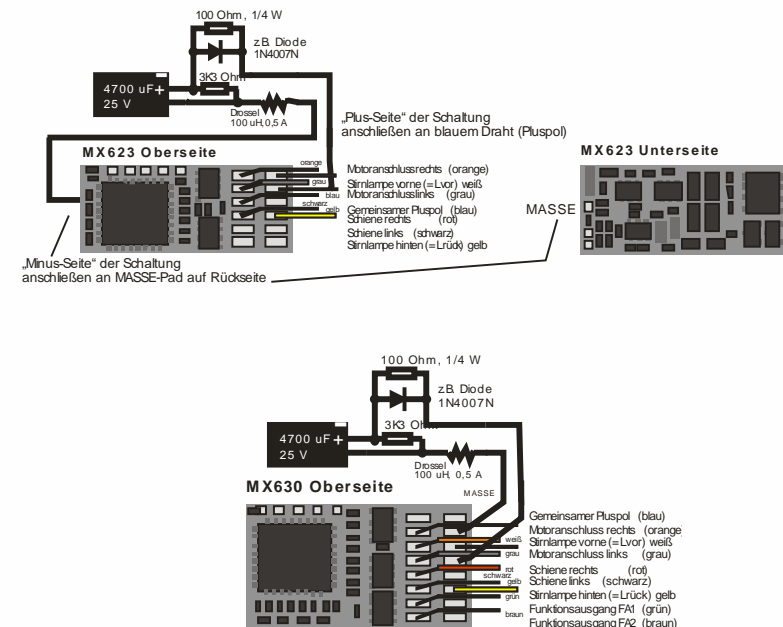 100 Ohm, 1/4 W
z.B. Diode
1N4007N
3K3 Ohm
4700 uF +
25 V
Drossel
100 uH, 0,5 A
„Plus-Seite“ der Schaltung
anschließen an blauem Draht (Pluspol)
MX623 Oberseite
MX623 Unterseite
orange
grau
blau
schwarz
gelb
Motoranschlussrechts (orange)
Stirnlampe vorne (=Lvor) weiß
Motoranschlusslinks (grau)
Gemeinsamer Pluspol (blau)
Schiene rechts (rot)
Schiene links (schwarz)
Stirnlampe hinten (=Lrück) gelb
MASSE
„Minus-Seite“ der Schaltung
anschließen an MASSE-Pad auf Rückseite
100 Ohm, 1/4 W
z.B. Diode
1N4007N
3K3 Ohm
4700 uF +
25 V
Drossel
100 uH, 0,5 A
MASSE
MX630 Oberseite
weiß
grau
rot
schwarz
gelb
grün
braun
Gemeinsamer Pluspol (blau)
Motoranschluss rechts (orange
Stirnlampe vorne (=Lvor) weiß
Motoranschluss links (grau)
Schiene rechts (rot)
Schiene links (schwarz)
Stirnlampe hinten (=Lrück) gelb
Funktionsausgang FA1 (grün)
Funktionsausgang FA2 (braun)